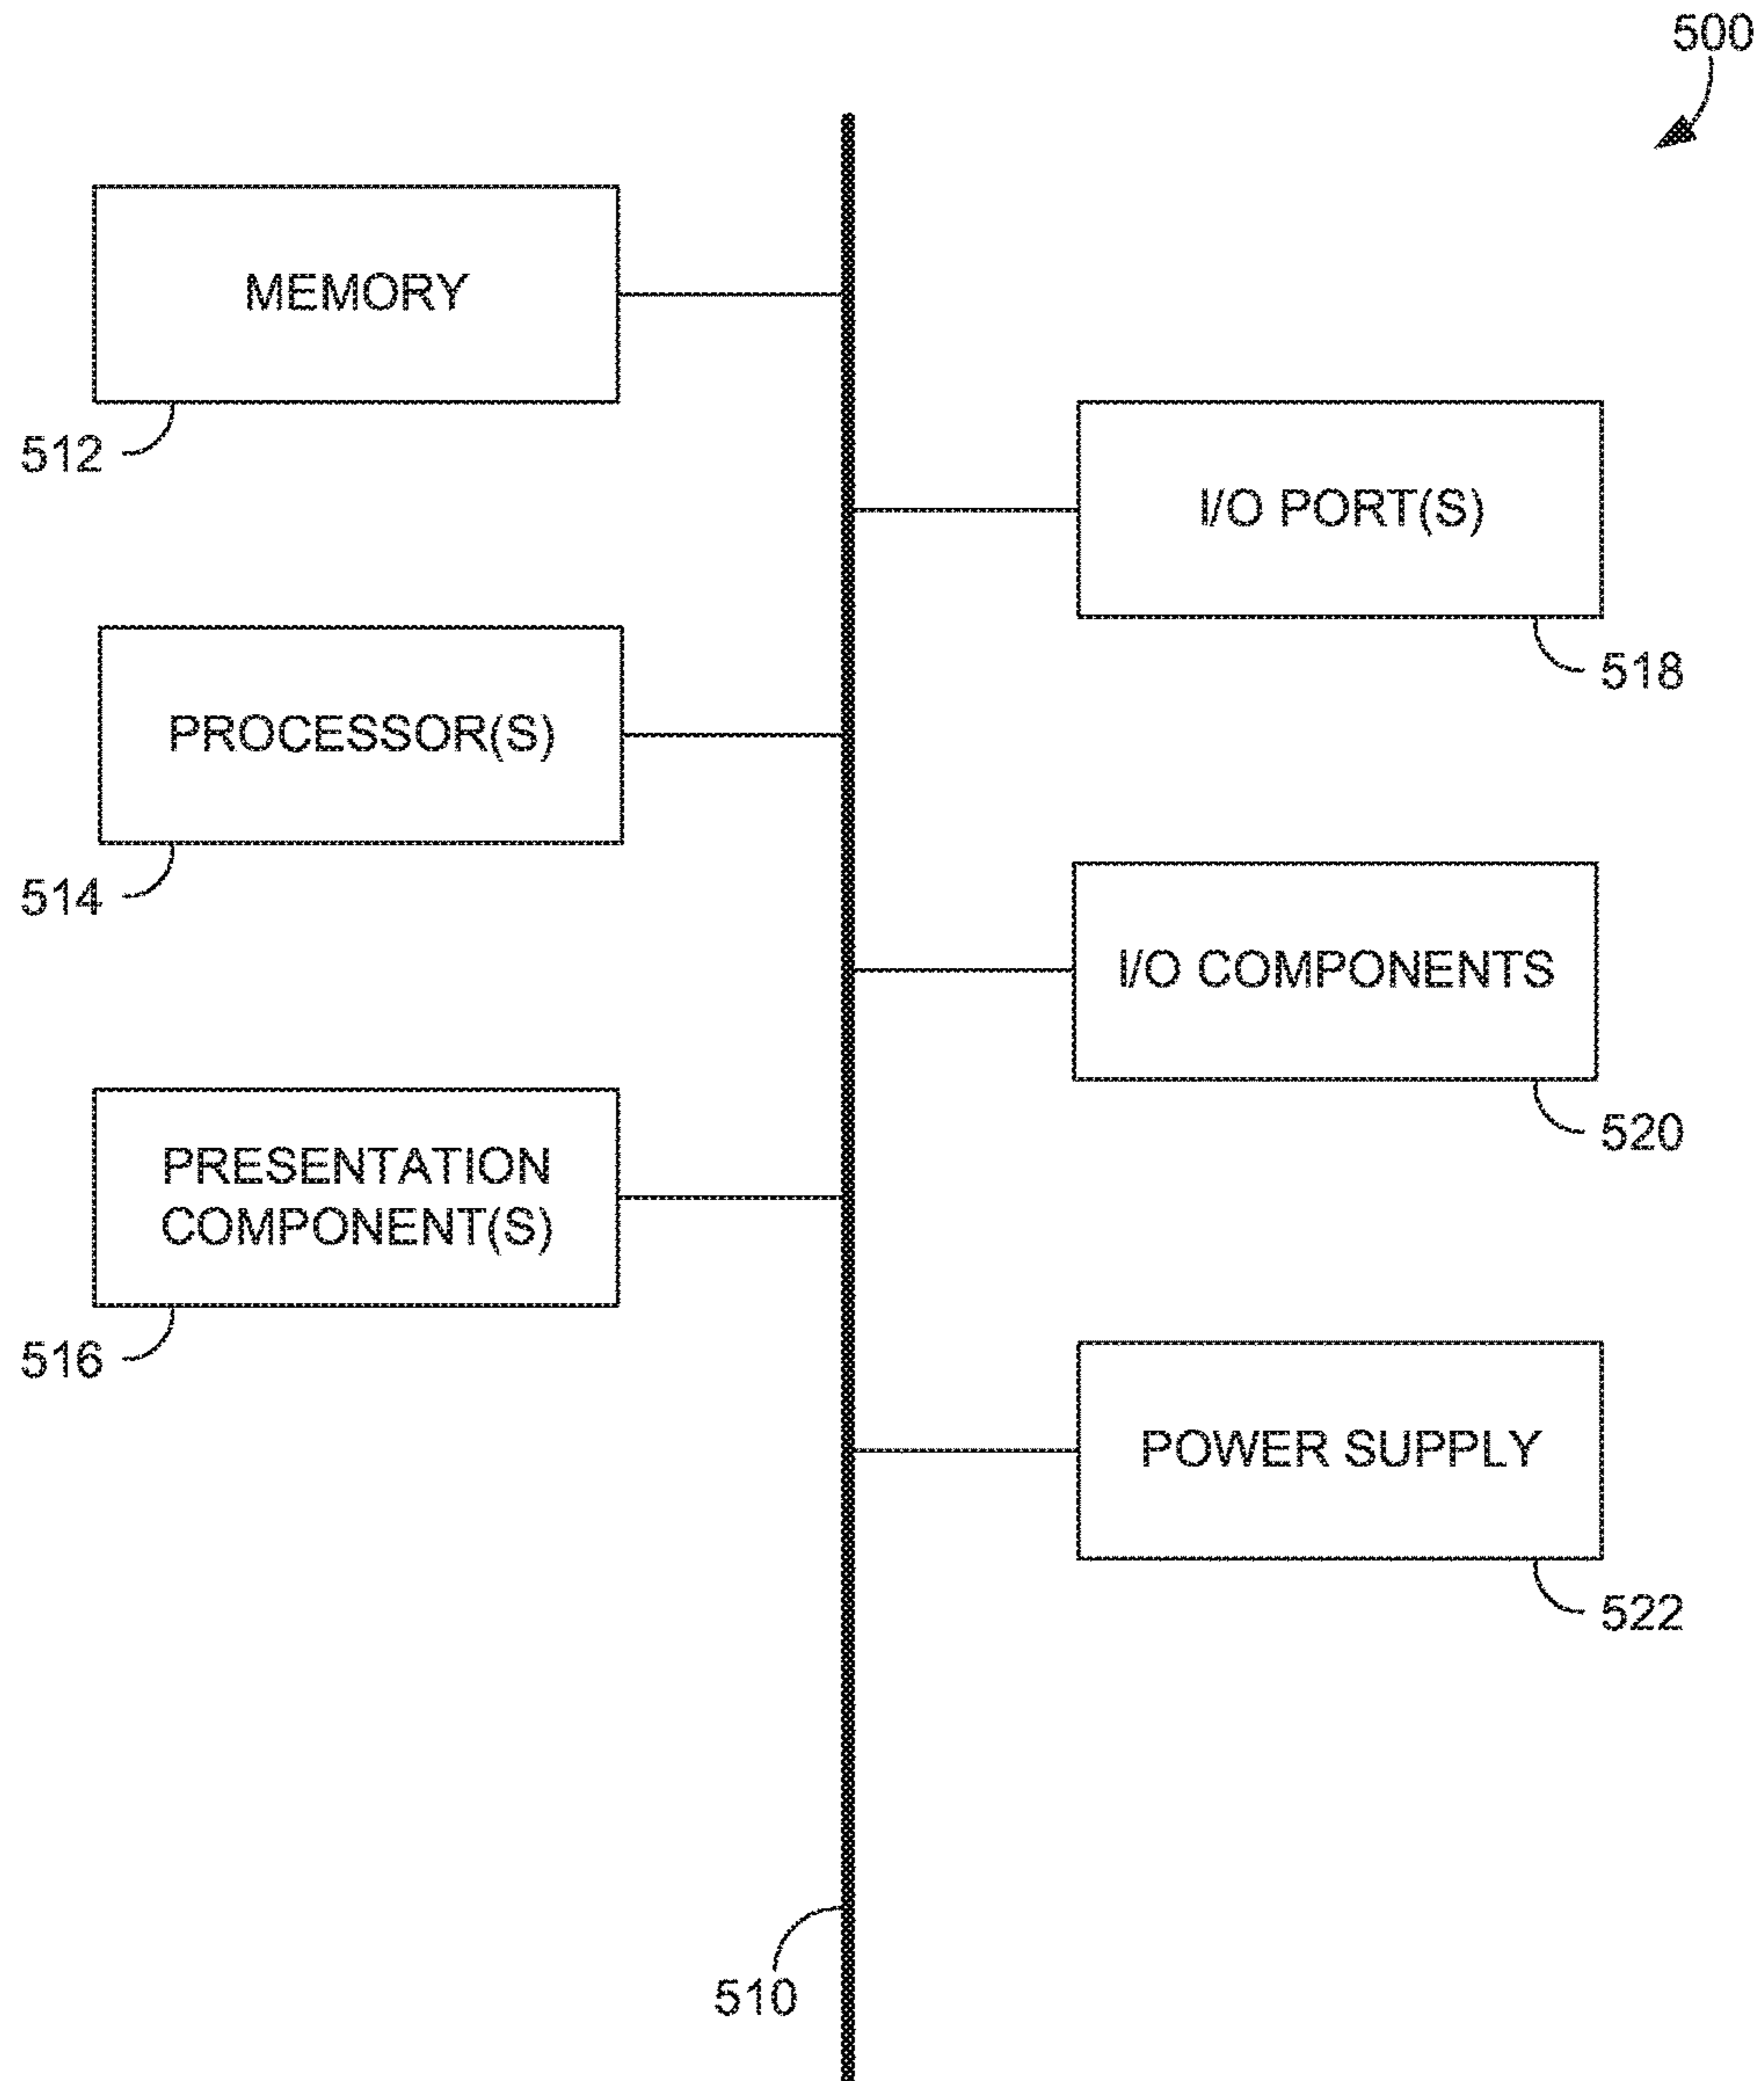 500
MEMORY
512
I/O PORT(S)
518
PROCESSOR(S)
514
I/O COMPONENTS
520
PRESENTATION
COMPONENT(S)
516
POWER SUPPLY
522
510